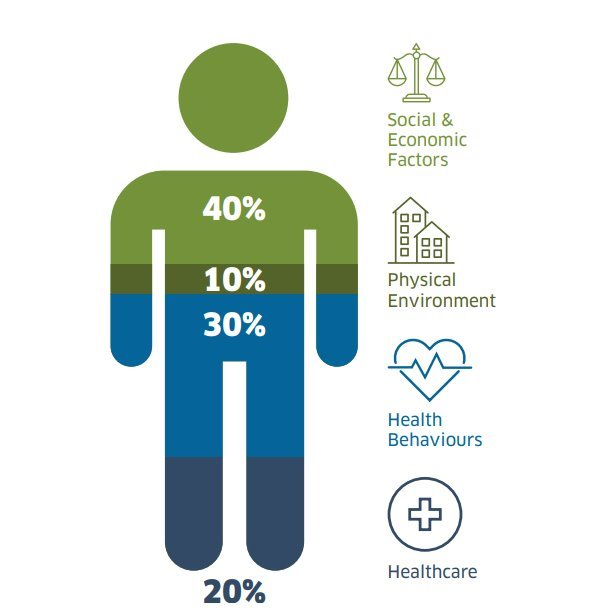 40%
10%
30%
20%
Social &
Economic
Factors
Physical
Environment
Health
Behaviours
Healthcare